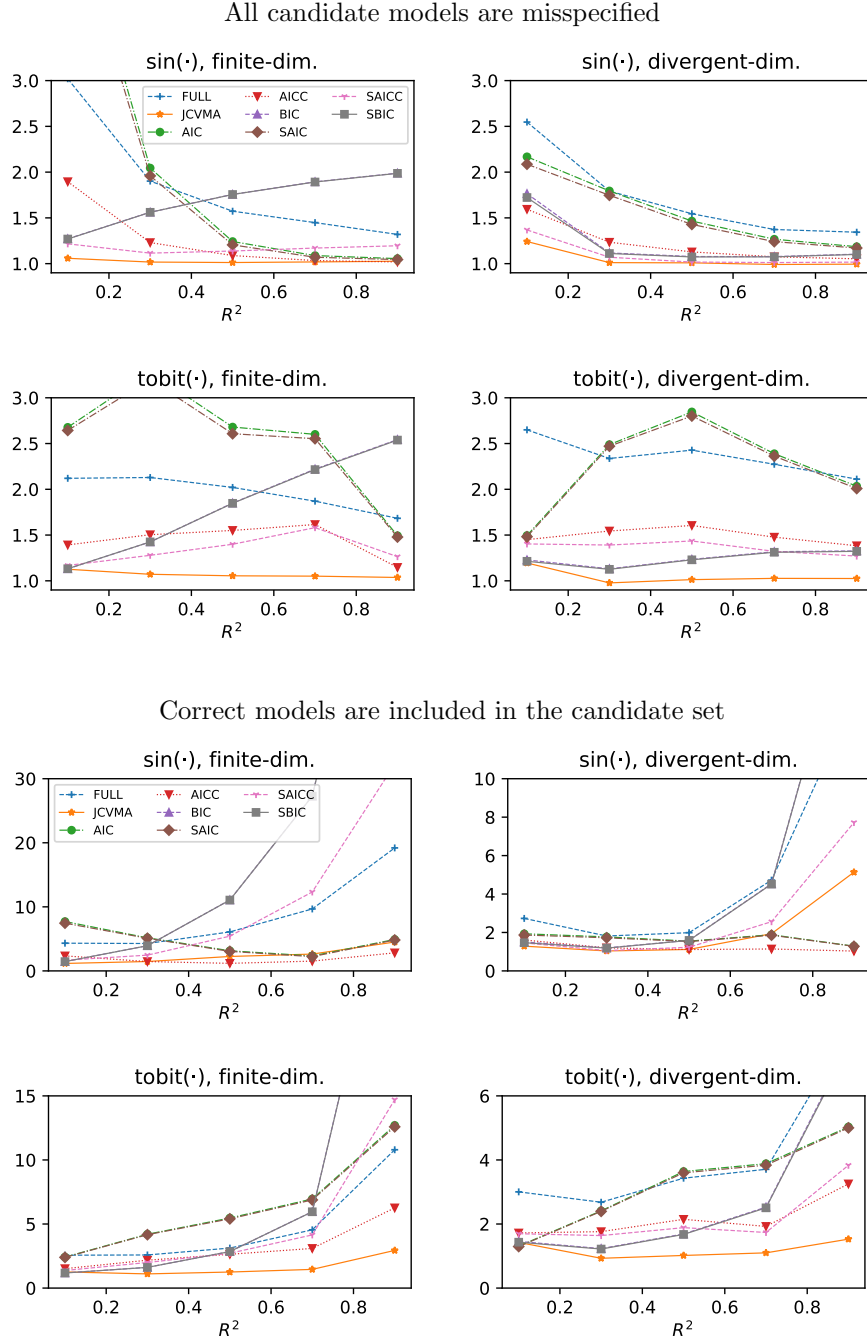 All candidate models are misspecified
sin(·), finite-dim.
3.0
2.5
2.0
1.5
1.0
FULL
JCVMA
AIC
AICC
BIC
SAIC
SAICC
SBIC
0.2 0.4 0.6 0.8
R²
sin(·), divergent-dim.
3.0
2.5
2.0
1.5
1.0
0.2 0.4 0.6 0.8
R²
tobit(·), finite-dim.
3.0
2.5
2.0
1.5
1.0
0.2 0.4 0.6 0.8
R²
tobit(·), divergent-dim.
3.0
2.5
2.0
1.5
1.0
0.2 0.4 0.6 0.8
R²
Correct models are included in the candidate set
sin(·), finite-dim.
30
20
10
0
FULL
JCVMA
AIC
AICC
BIC
SAIC
SAICC
SBIC
0.2 0.4 0.6 0.8
R²
sin(·), divergent-dim.
10
8
6
4
2
0
0.2 0.4 0.6 0.8
R²
tobit(·), finite-dim.
15
10
5
0
0.2 0.4 0.6 0.8
R²
tobit(·), divergent-dim.
6
4
2
0
0.2 0.4 0.6 0.8
R²